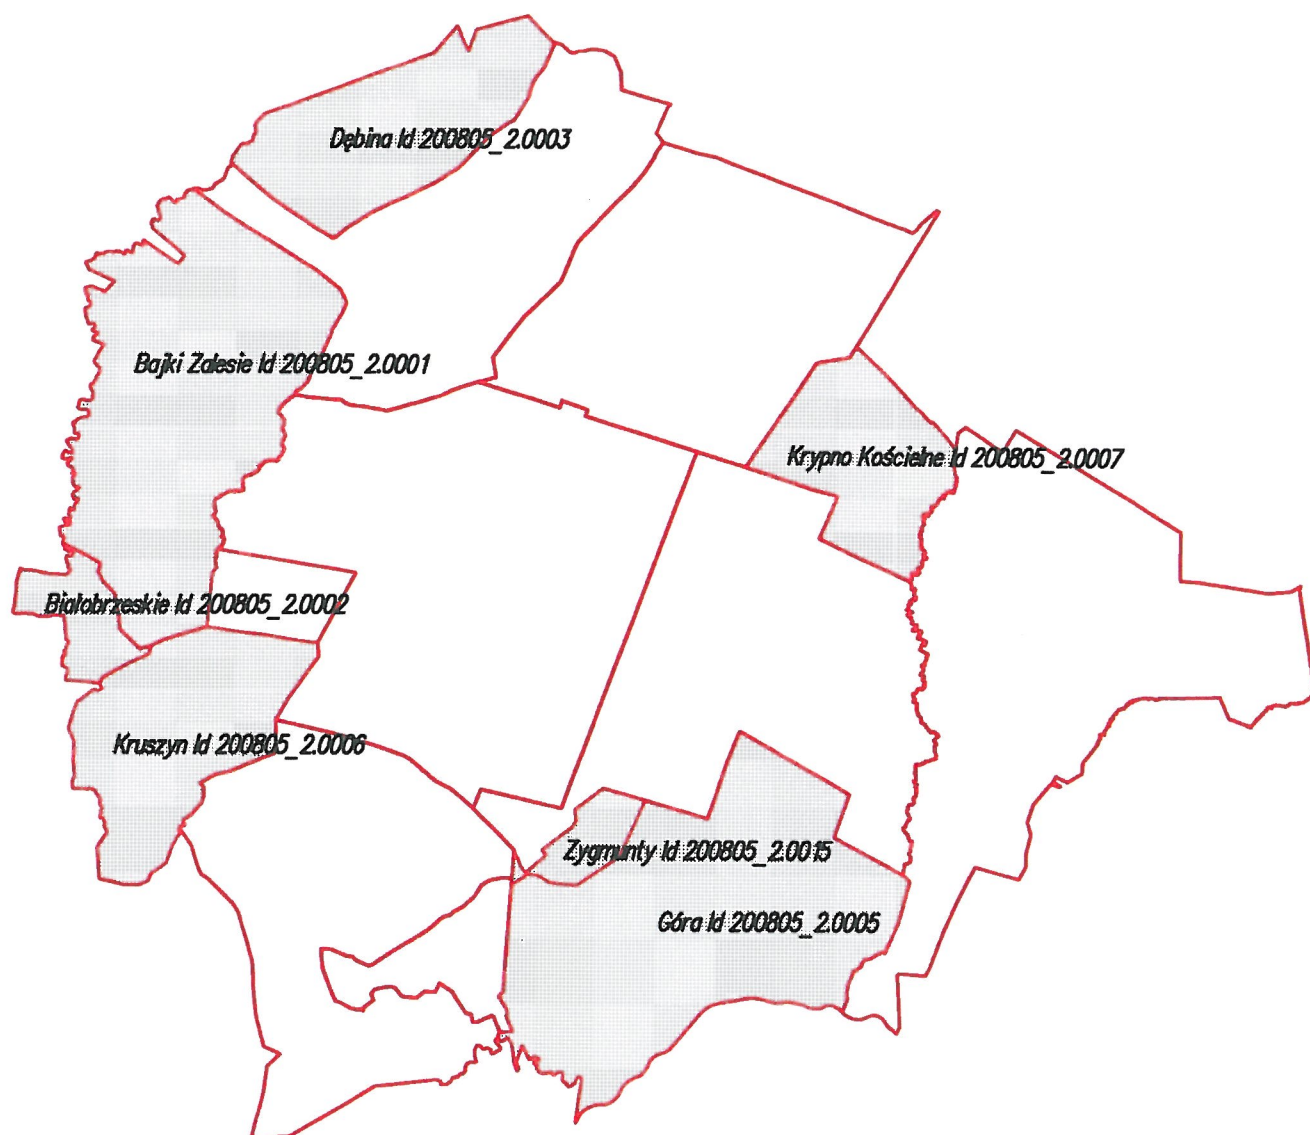 Dębina Id 200805_2.0003
Bajki Zalesie Id 200805_2.0001
Krypno Kościelne Id 200805_2.0007
Białobrzeskie Id 200805_2.0002
Kruszyn Id 200805_2.0006
Zygmunty Id 200805_2.0015
Góra Id 200805_2.0005